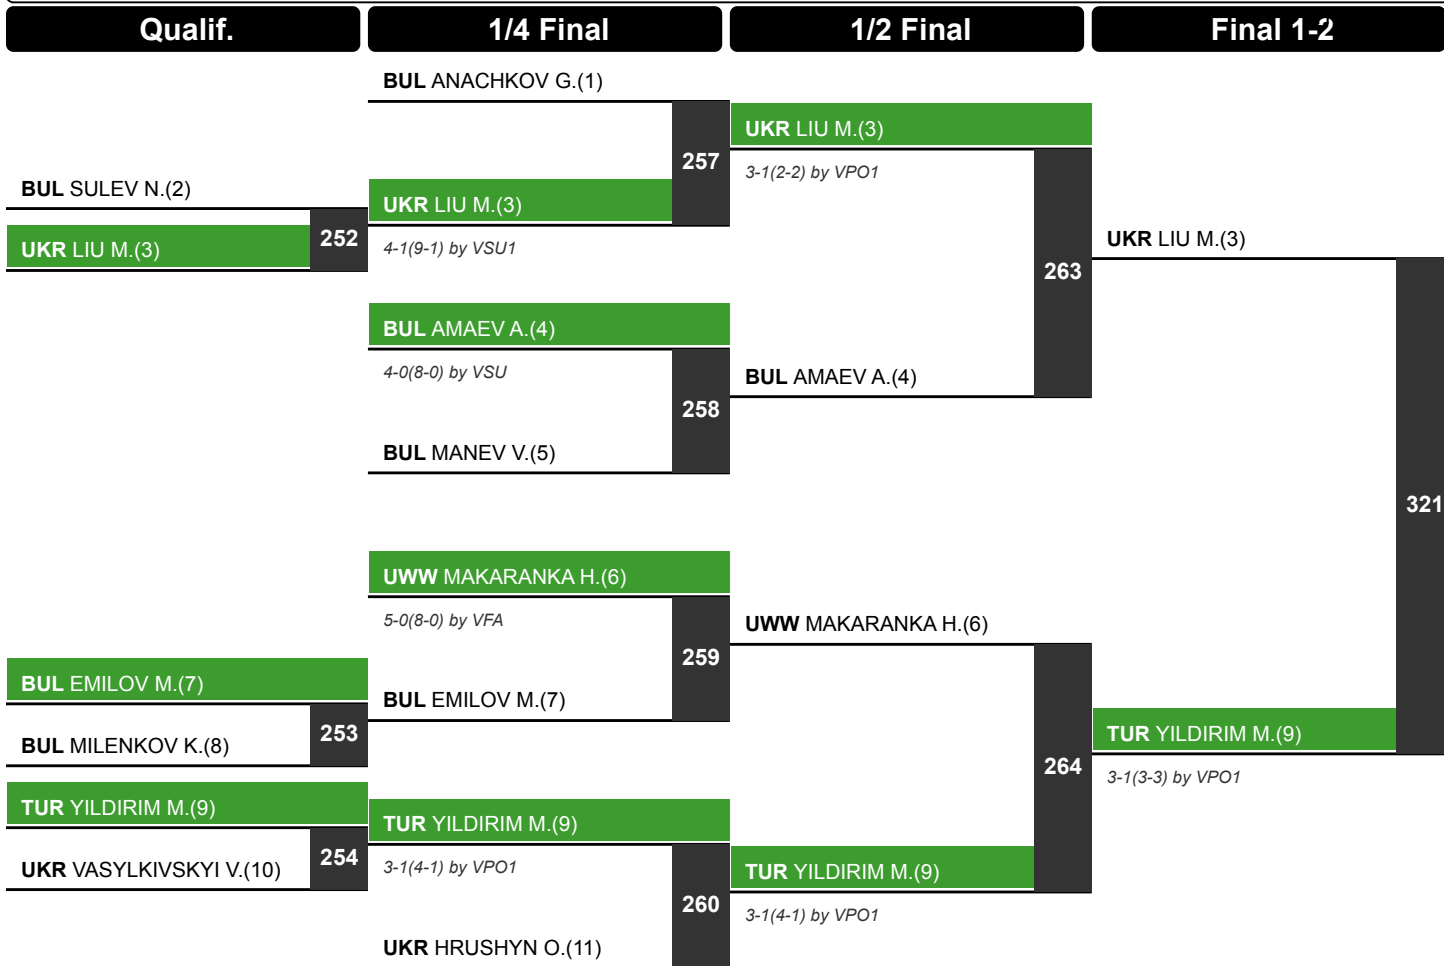 Qualif.
1/4 Final
1/2 Final
Final 1-2
BUL ANACHKOV G.(1)
UKR LIU M.(3)
257
3-1(2-2) by VPO1
BUL SULEV N.(2)
UKR LIU M.(3)
252
UKR LIU M.(3)
4-1(9-1) by VSU1
UKR LIU M.(3)
263
BUL AMAEV A.(4)
4-0(8-0) by VSU
BUL AMAEV A.(4)
258
BUL MANEV V.(5)
321
UWW MAKARANKA H.(6)
5-0(8-0) by VFA
UWW MAKARANKA H.(6)
259
BUL EMILOV M.(7)
BUL EMILOV M.(7)
253
BUL MILENKOV K.(8)
TUR YILDIRIM M.(9)
264
3-1(3-3) by VPO1
TUR YILDIRIM M.(9)
TUR YILDIRIM M.(9)
254
UKR VASYLKIVSKYI V.(10)
3-1(4-1) by VPO1
TUR YILDIRIM M.(9)
260
3-1(4-1) by VPO1
UKR HRUSHYN O.(11)